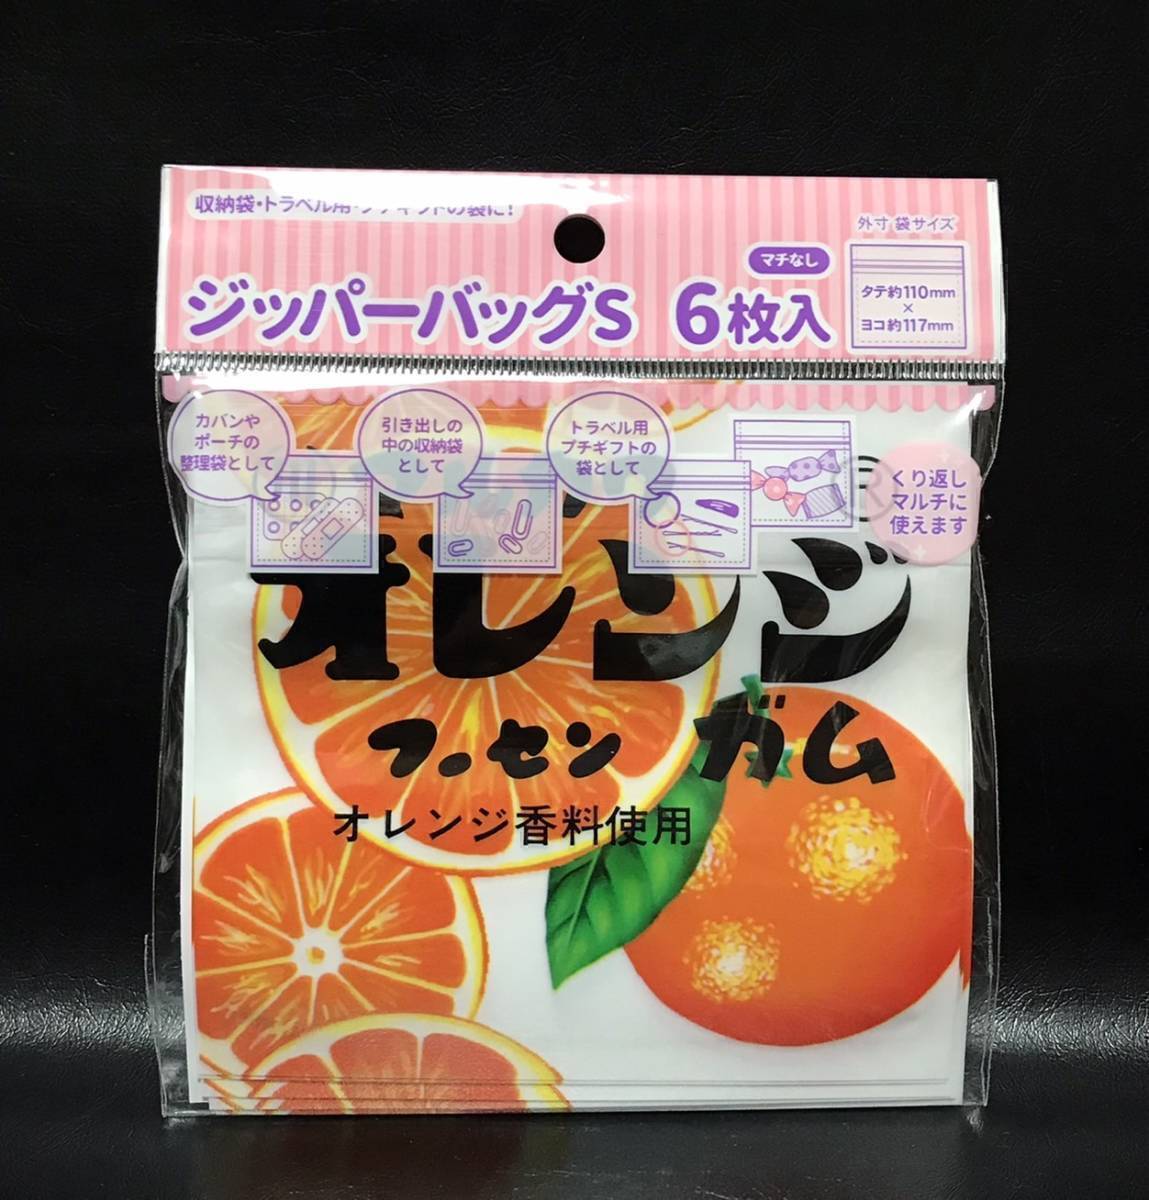 収納袋・トラベル用・プチギフトの袋に!
外寸 袋サイズ
マチなし
ジッパーバッグS 6枚入
タテ約110mm
×
ヨコ約117mm
カバンや
ポーチの
整理袋として
引き出しの
中の収納袋
として
トラベル用
プチギフトの
袋として
くり返し
マルチに
使えます
®
オレンジ
フーセン ガム
オレンジ香料使用